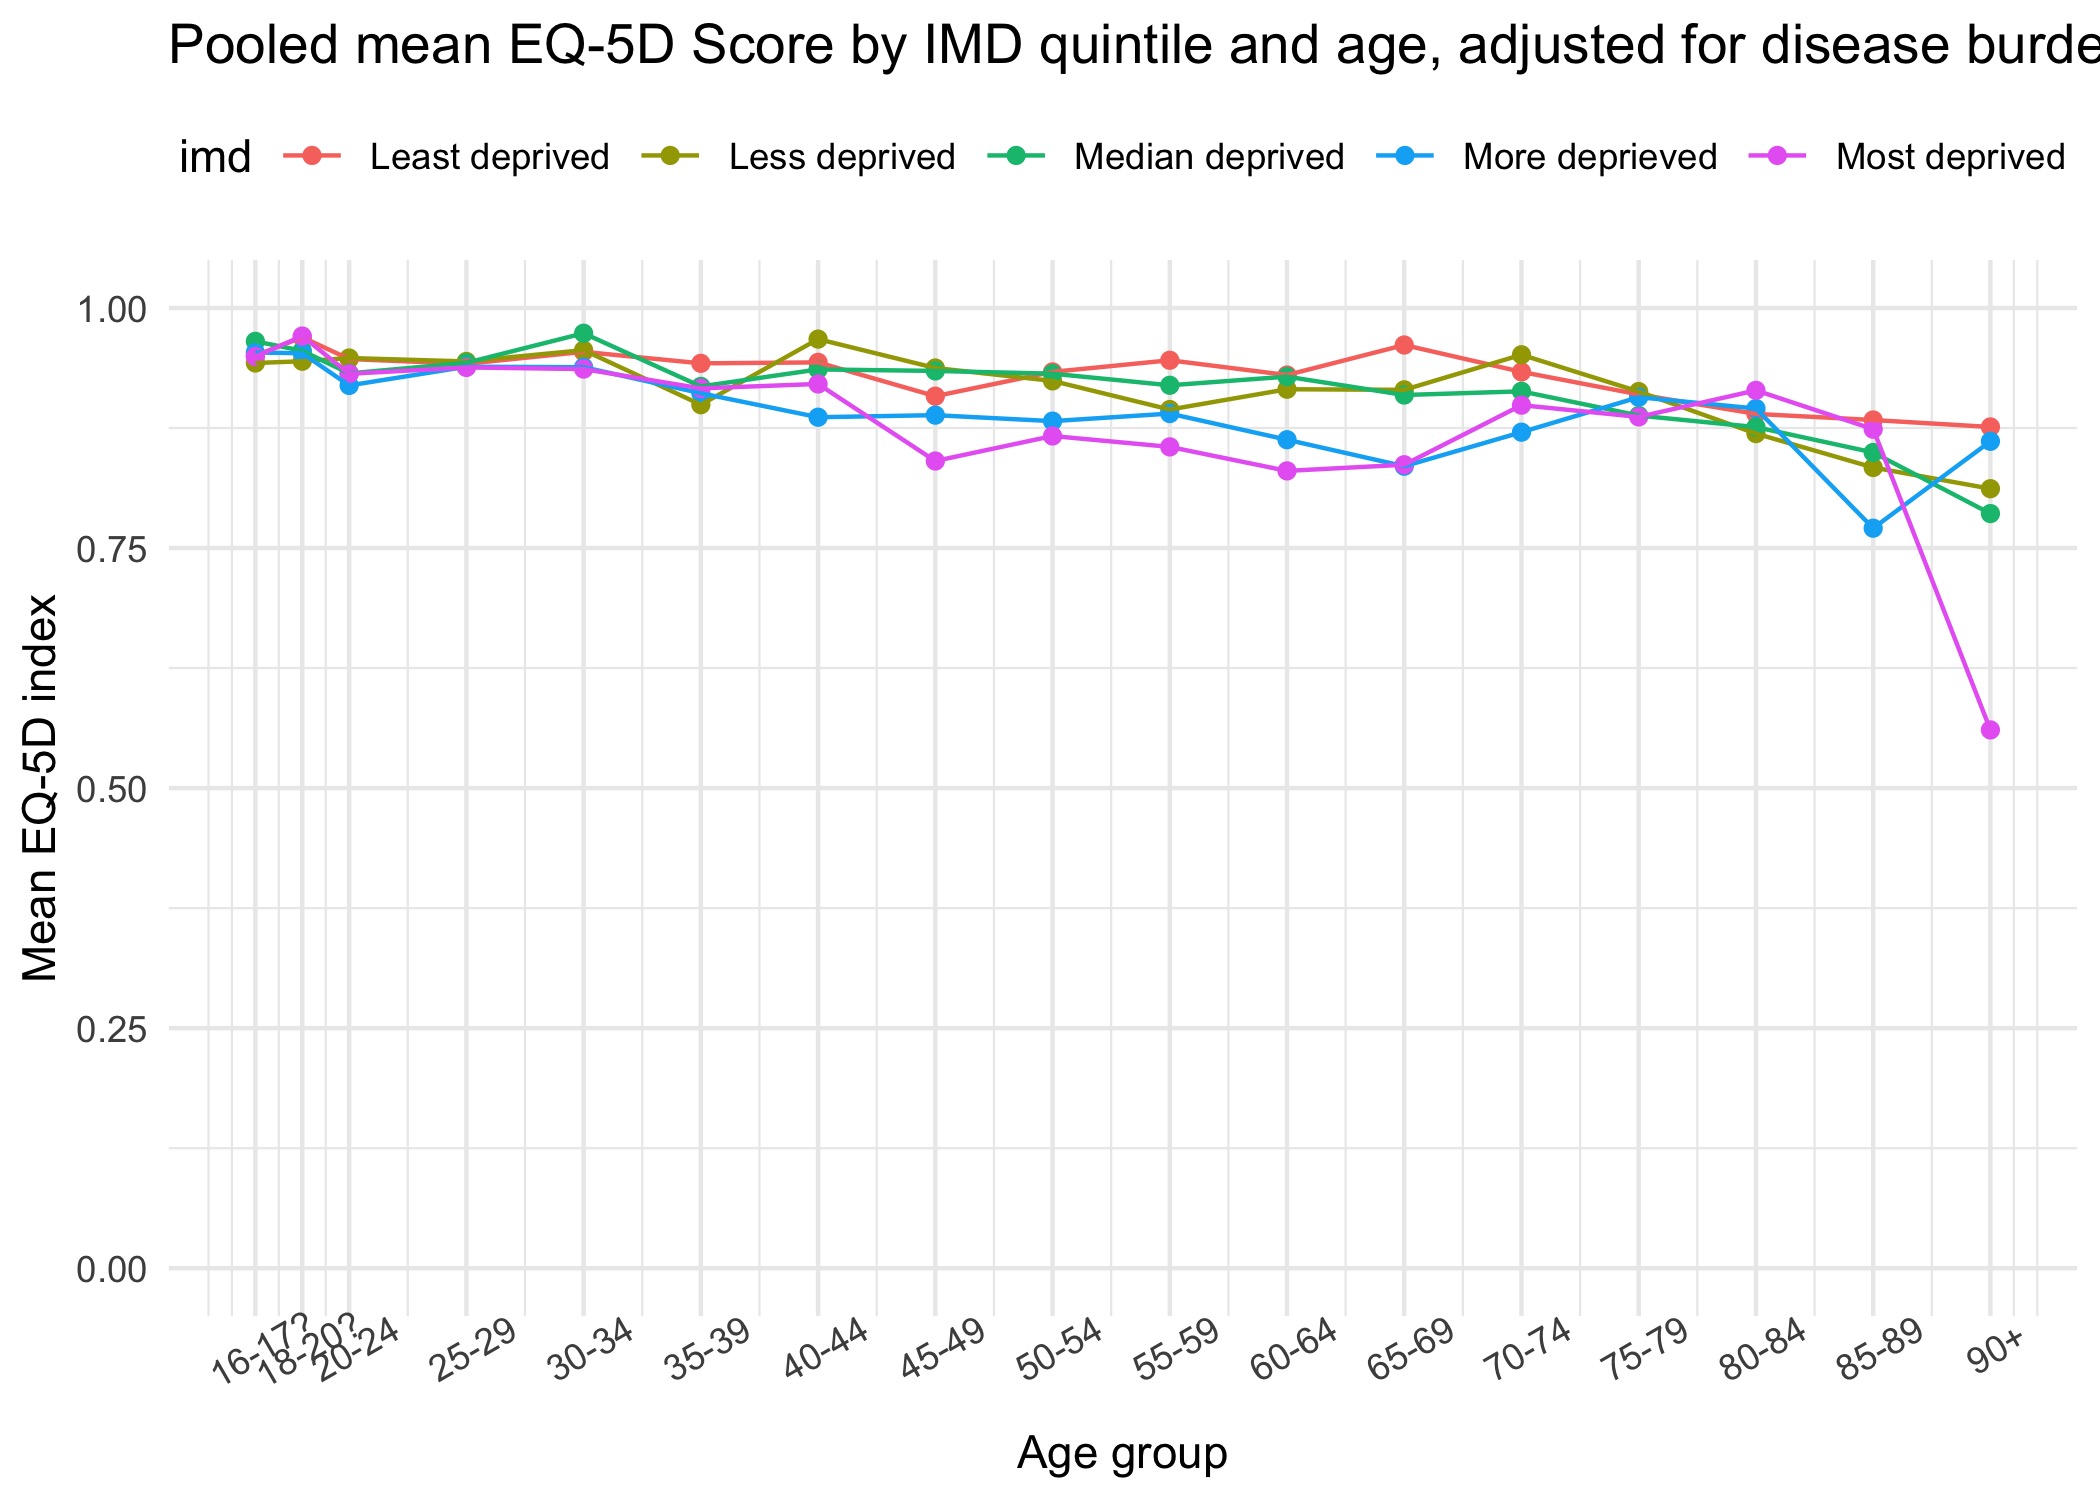 Pooled mean EQ-5D Score by IMD quintile and age, adjusted for disease burde
imd Least deprived Less deprived Median deprived More deprieved Most deprived
1.00
0.75
0.50
0.25
0.00
Mean EQ-5D index
16-17? 18-20? 20-24 25-29 30-34 35-39 40-44 45-49 50-54 55-59 60-64 65-69 70-74 75-79 80-84 85-89 90+
Age group